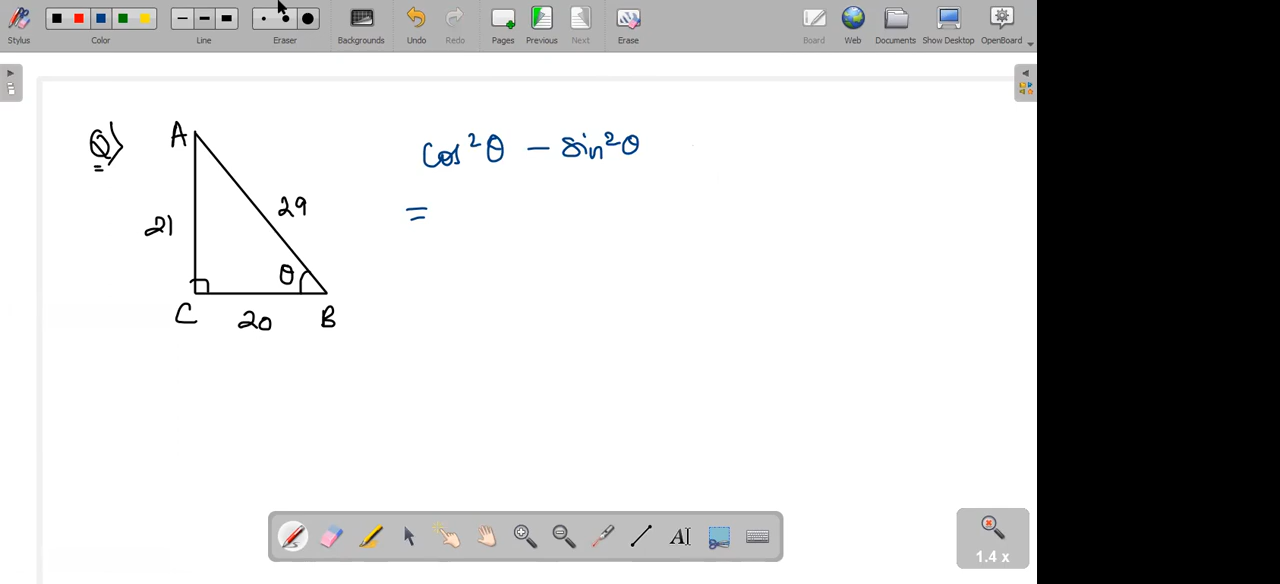 Stylus Color Line Eraser Backgrounds Undo Redo Pages Previous Next Erase Board Web Documents Show Desktop OpenBoard
Q) A cos²θ − sin²θ
21 29 =
θ
C 20 B
1.4 x